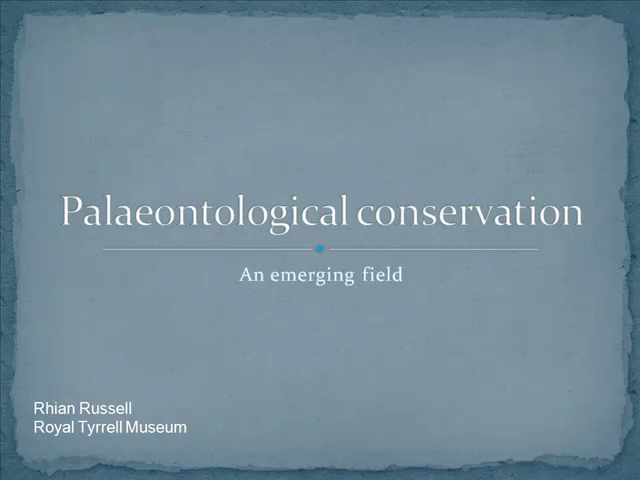 Palaeontological conservation
An emerging field
Rhian Russell
Royal Tyrrell Museum